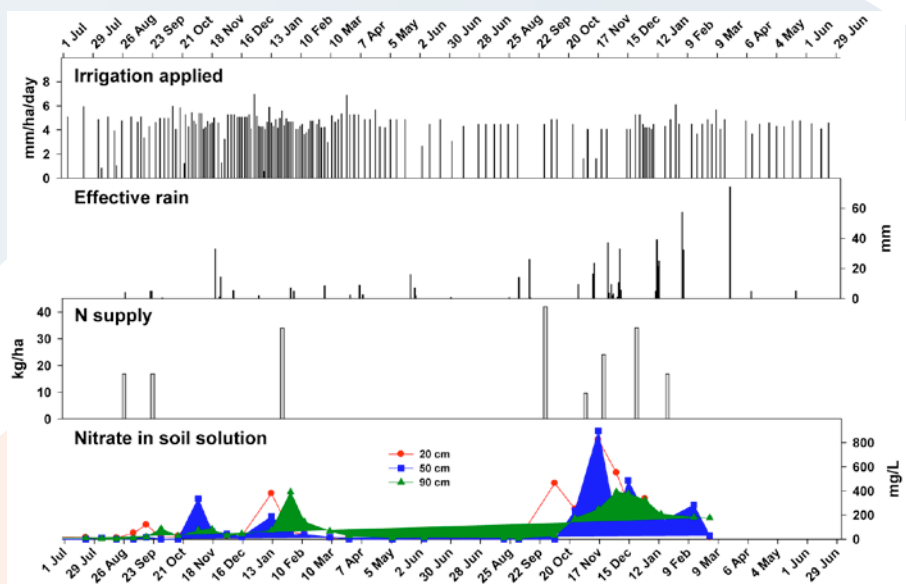 1 Jul 29 Jul 26 Aug 23 Sep 21 Oct 18 Nov 16 Dec 13 Jan 10 Feb 10 Mar 7 Apr 5 May 2 Jun 30 Jun 28 Jul 25 Aug 22 Sep 20 Oct 17 Nov 15 Dec 12 Jan 9 Feb 9 Mar 6 Apr 4 May 1 Jun 29 Jun
Irrigation applied
mm/ha/day
8
6
4
2
0
Effective rain
mm
60
40
20
0
N supply
kg/ha
40
30
20
10
0
Nitrate in soil solution
20 cm
50 cm
90 cm
mg/L
800
600
400
200
0
1 Jul 29 Jul 26 Aug 23 Sep 21 Oct 18 Nov 16 Dec 13 Jan 10 Feb 10 Mar 7 Apr 5 May 2 Jun 30 Jun 28 Jun 25 Aug 22 Sep 20 Oct 17 Nov 15 Dec 12 Jan 9 Feb 9 Mar 6 Apr 4 May 1 Jun 29 Jun